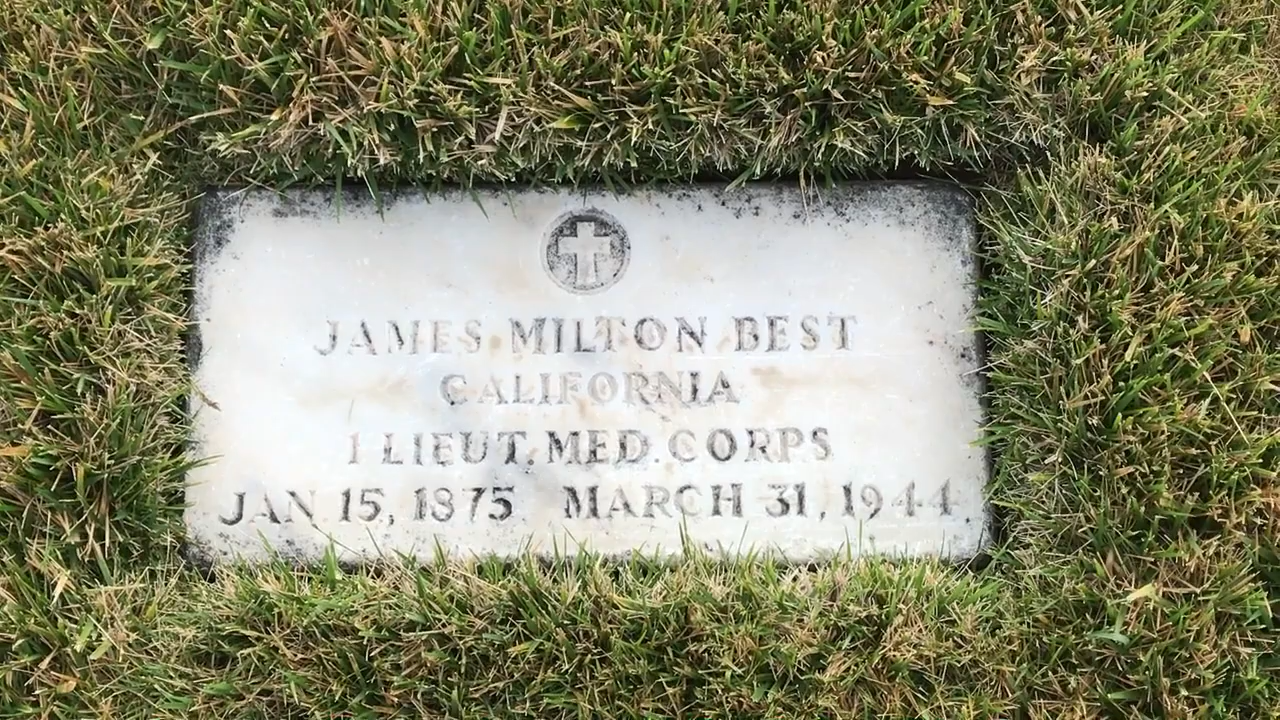 JAMES MILTON BEST
CALIFORNIA
1 LIEUT. MED. CORPS
JAN 15, 1875 MARCH 31, 1944